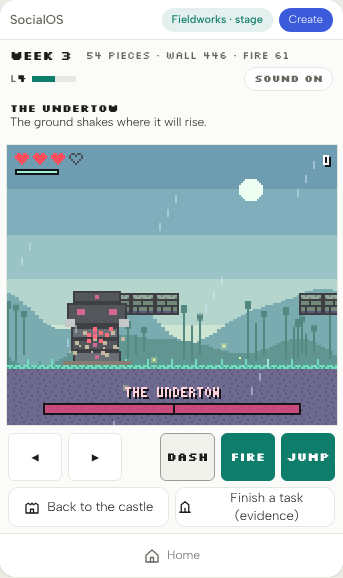 SocialOS
Fieldworks · stage
Create
WEEK 3
54 PIECES · WALL 446 · FIRE 61
L4
SOUND ON
THE UNDERTOW
The ground shakes where it will rise.
0
THE UNDERTOW
◄
►
DASH
FIRE
JUMP
Back to the castle
Finish a task
(evidence)
Home